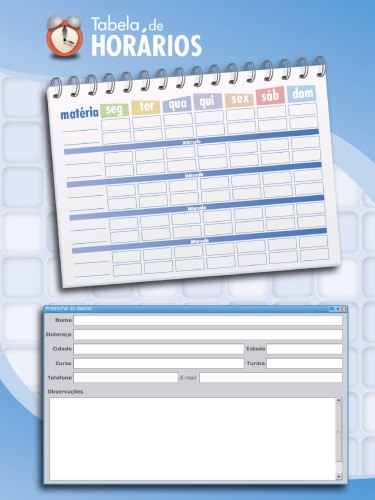 Tabela de
HORÁRIOS
matéria seg ter qua qui sex sáb dom
intervalo
intervalo
intervalo
intervalo
Preencha os dados
Nome
Endereço
Cidade Estado
Curso Turma
Telefone E-mail
Observações